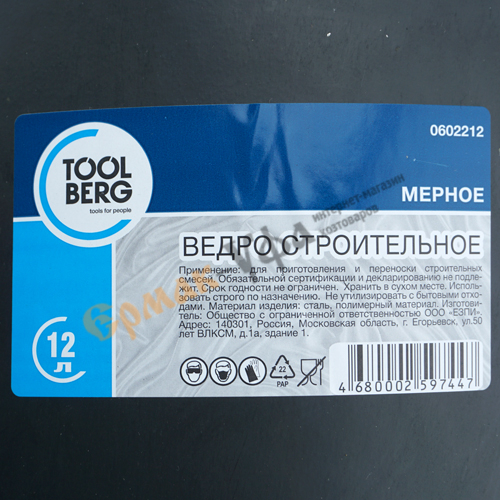 TOOL
BERG
tools for people
0602212
МЕРНОЕ
ВЕДРО СТРОИТЕЛЬНОЕ
Применение: для приготовления и переноски строительных
смесей. Обязательной сертификации и декларированию не подле-
жит. Срок годности не ограничен. Хранить в сухом месте. Исполь-
зовать строго по назначению. Не утилизировать с бытовыми отхо-
дами. Материал изделия: сталь, полимерный материал. Изготови-
тель: Общество с ограниченной ответственностью ООО «ЕЗПИ».
Адрес: 140301, Россия, Московская область, г. Егорьевск, ул.50
лет ВЛКСМ, д.1а, здание 1.
12
л
22
PAP
4 680002 597447
интернет-магазин
хозтоваров